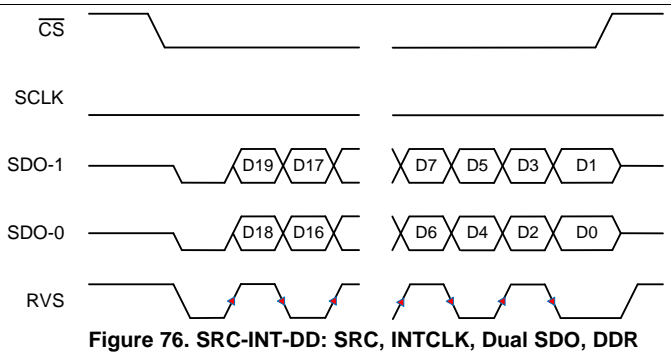 CS
SCLK
SDO-1 D19 D17 D7 D5 D3 D1
SDO-0 D18 D16 D6 D4 D2 D0
RVS
Figure 76. SRC-INT-DD: SRC, INTCLK, Dual SDO, DDR